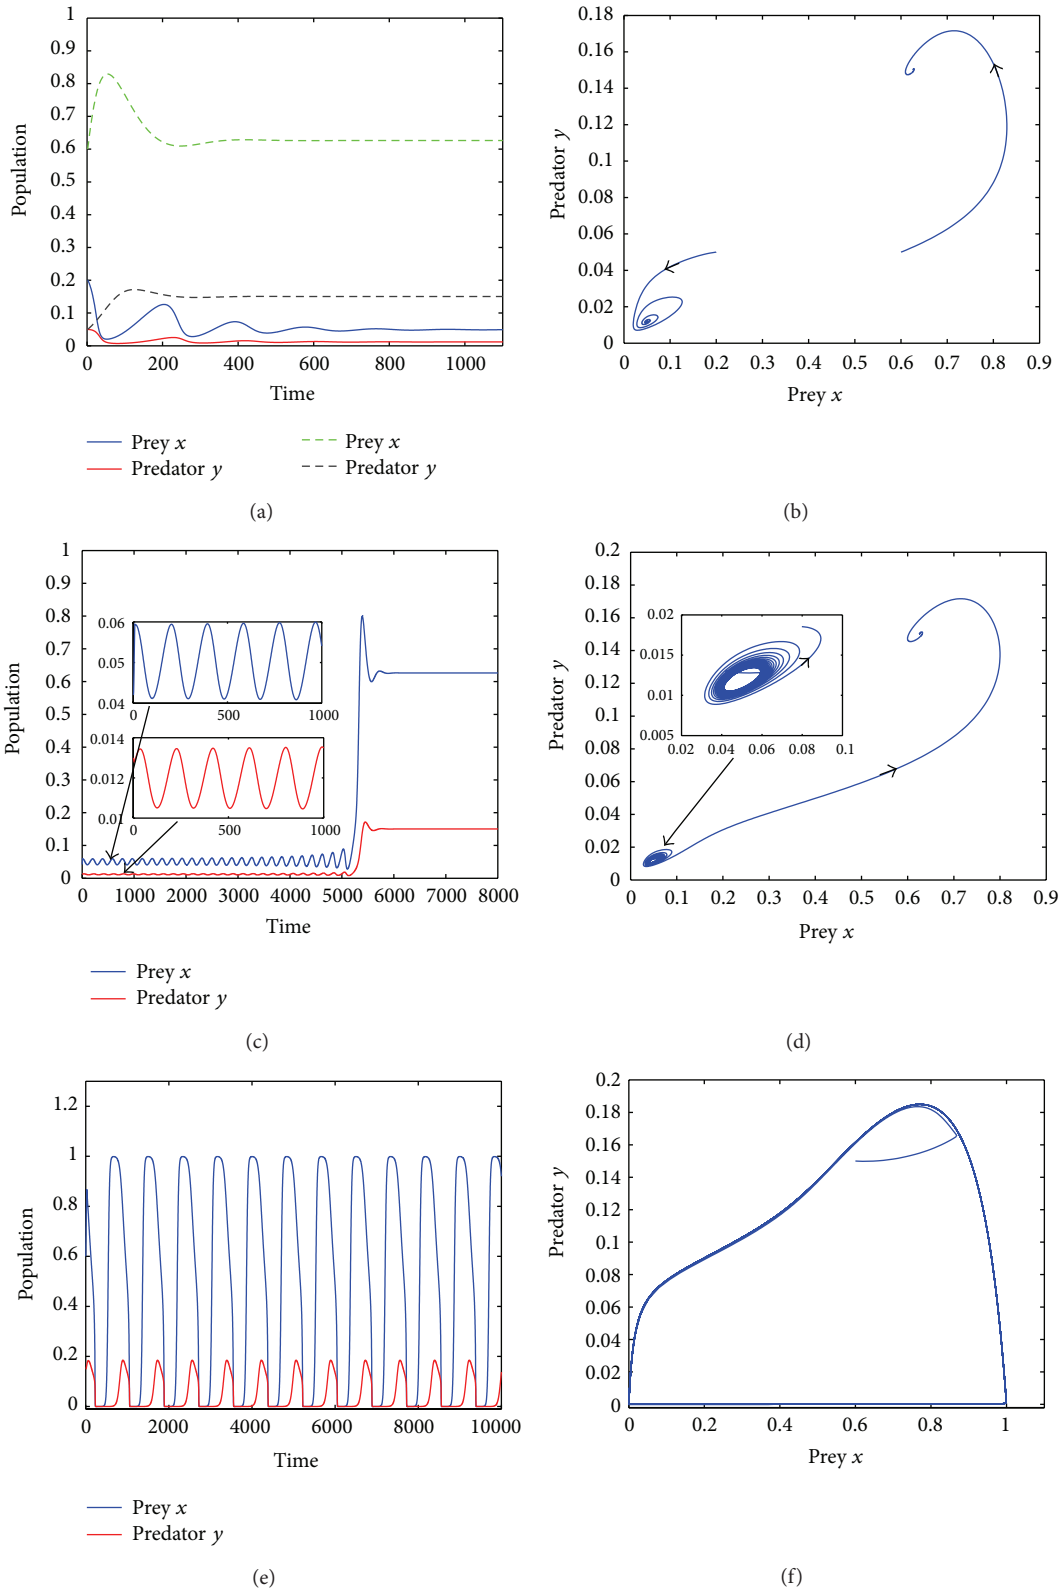 1
0.9
0.8
0.7
0.6
0.5
0.4
0.3
0.2
0.1
0
Population
0 200 400 600 800 1000
Time
Prey x
Predator y
Prey x
Predator y
(a)
0.18
0.16
0.14
0.12
0.1
0.08
0.06
0.04
0.02
0
Predator y
0 0.1 0.2 0.3 0.4 0.5 0.6 0.7 0.8 0.9
Prey x
(b)
1
0.9
0.8
0.7
0.6
0.5
0.4
0.3
0.2
0.1
0
Population
0.06
0.05
0.04
0 500 1000
0.014
0.012
0.01
0 500 1000
0 1000 2000 3000 4000 5000 6000 7000 8000
Time
Prey x
Predator y
(c)
0.2
0.18
0.16
0.14
0.12
0.1
0.08
0.06
0.04
0.02
0
Predator y
0.02
0.015
0.01
0.005
0.02 0.04 0.06 0.08 0.1
0 0.1 0.2 0.3 0.4 0.5 0.6 0.7 0.8 0.9
Prey x
(d)
1.2
1
0.8
0.6
0.4
0.2
0
Population
0 2000 4000 6000 8000 10000
Time
Prey x
Predator y
(e)
0.2
0.18
0.16
0.14
0.12
0.1
0.08
0.06
0.04
0.02
0
Predator y
0 0.2 0.4 0.6 0.8 1
Prey x
(f)